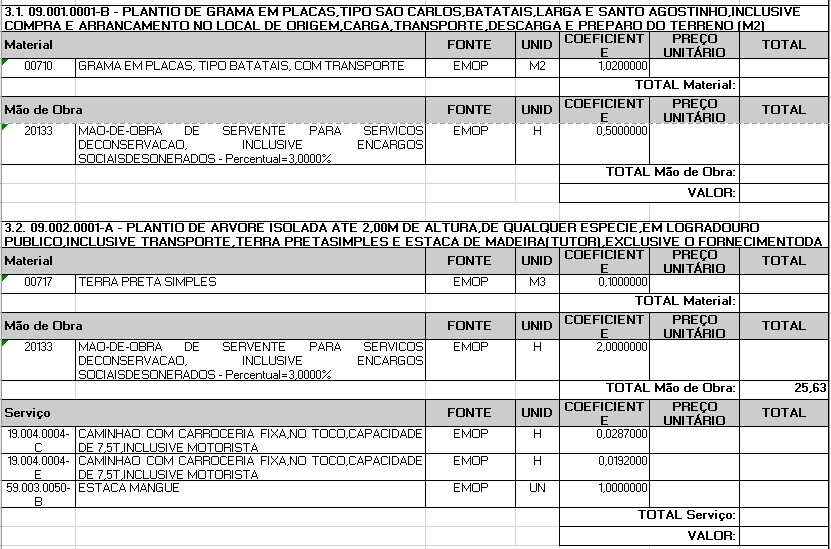 3.1. 09.001.0001-B - PLANTIO DE GRAMA EM PLACAS,TIPO SAO CARLOS,BATATAIS,LARGA E SANTO AGOSTINHO,INCLUSIVE
COMPRA E ARRANCAMENTO NO LOCAL DE ORIGEM,CARGA,TRANSPORTE,DESCARGA E PREPARO DO TERRENO (M2)
Material FONTE UNID COEFICIENT E PREÇO UNITÁRIO TOTAL
00710 GRAMA EM PLACAS, TIPO BATATAIS, COM TRANSPORTE EMOP M2 1,0200000
TOTAL Material:
Mão de Obra FONTE UNID COEFICIENT E PREÇO UNITÁRIO TOTAL
20133 MAO-DE-OBRA DE SERVENTE PARA SERVICOS EMOP H 0,5000000
DECONSERVACAO, INCLUSIVE ENCARGOS
SOCIAISDESONERADOS - Percentual=3,0000%
TOTAL Mão de Obra:
VALOR:
3.2. 09.002.0001-A - PLANTIO DE ARVORE ISOLADA ATE 2,00M DE ALTURA,DE QUALQUER ESPECIE,EM LOGRADOURO
PUBLICO,INCLUSIVE TRANSPORTE,TERRA PRETASIMPLES E ESTACA DE MADEIRA(TUTOR),EXCLUSIVE O FORNECIMENTODA
Material FONTE UNID COEFICIENT E PREÇO UNITÁRIO TOTAL
00717 TERRA PRETA SIMPLES EMOP M3 0,1000000
TOTAL Material:
Mão de Obra FONTE UNID COEFICIENT E PREÇO UNITÁRIO TOTAL
20133 MAO-DE-OBRA DE SERVENTE PARA SERVICOS EMOP H 2,0000000
DECONSERVACAO, INCLUSIVE ENCARGOS
SOCIAISDESONERADOS - Percentual=3,0000%
TOTAL Mão de Obra: 25,63
Serviço FONTE UNID COEFICIENT E PREÇO UNITÁRIO TOTAL
19.004.0004- CAMINHAO COM CARROCERIA FIXA,NO TOCO,CAPACIDADE EMOP H 0,0287000
C DE 7,5T,INCLUSIVE MOTORISTA
19.004.0004- CAMINHAO COM CARROCERIA FIXA,NO TOCO,CAPACIDADE EMOP H 0,0192000
E DE 7,5T,INCLUSIVE MOTORISTA
59.003.0050- ESTACA MANGUE EMOP UN 1,0000000
B
TOTAL Serviço:
VALOR: